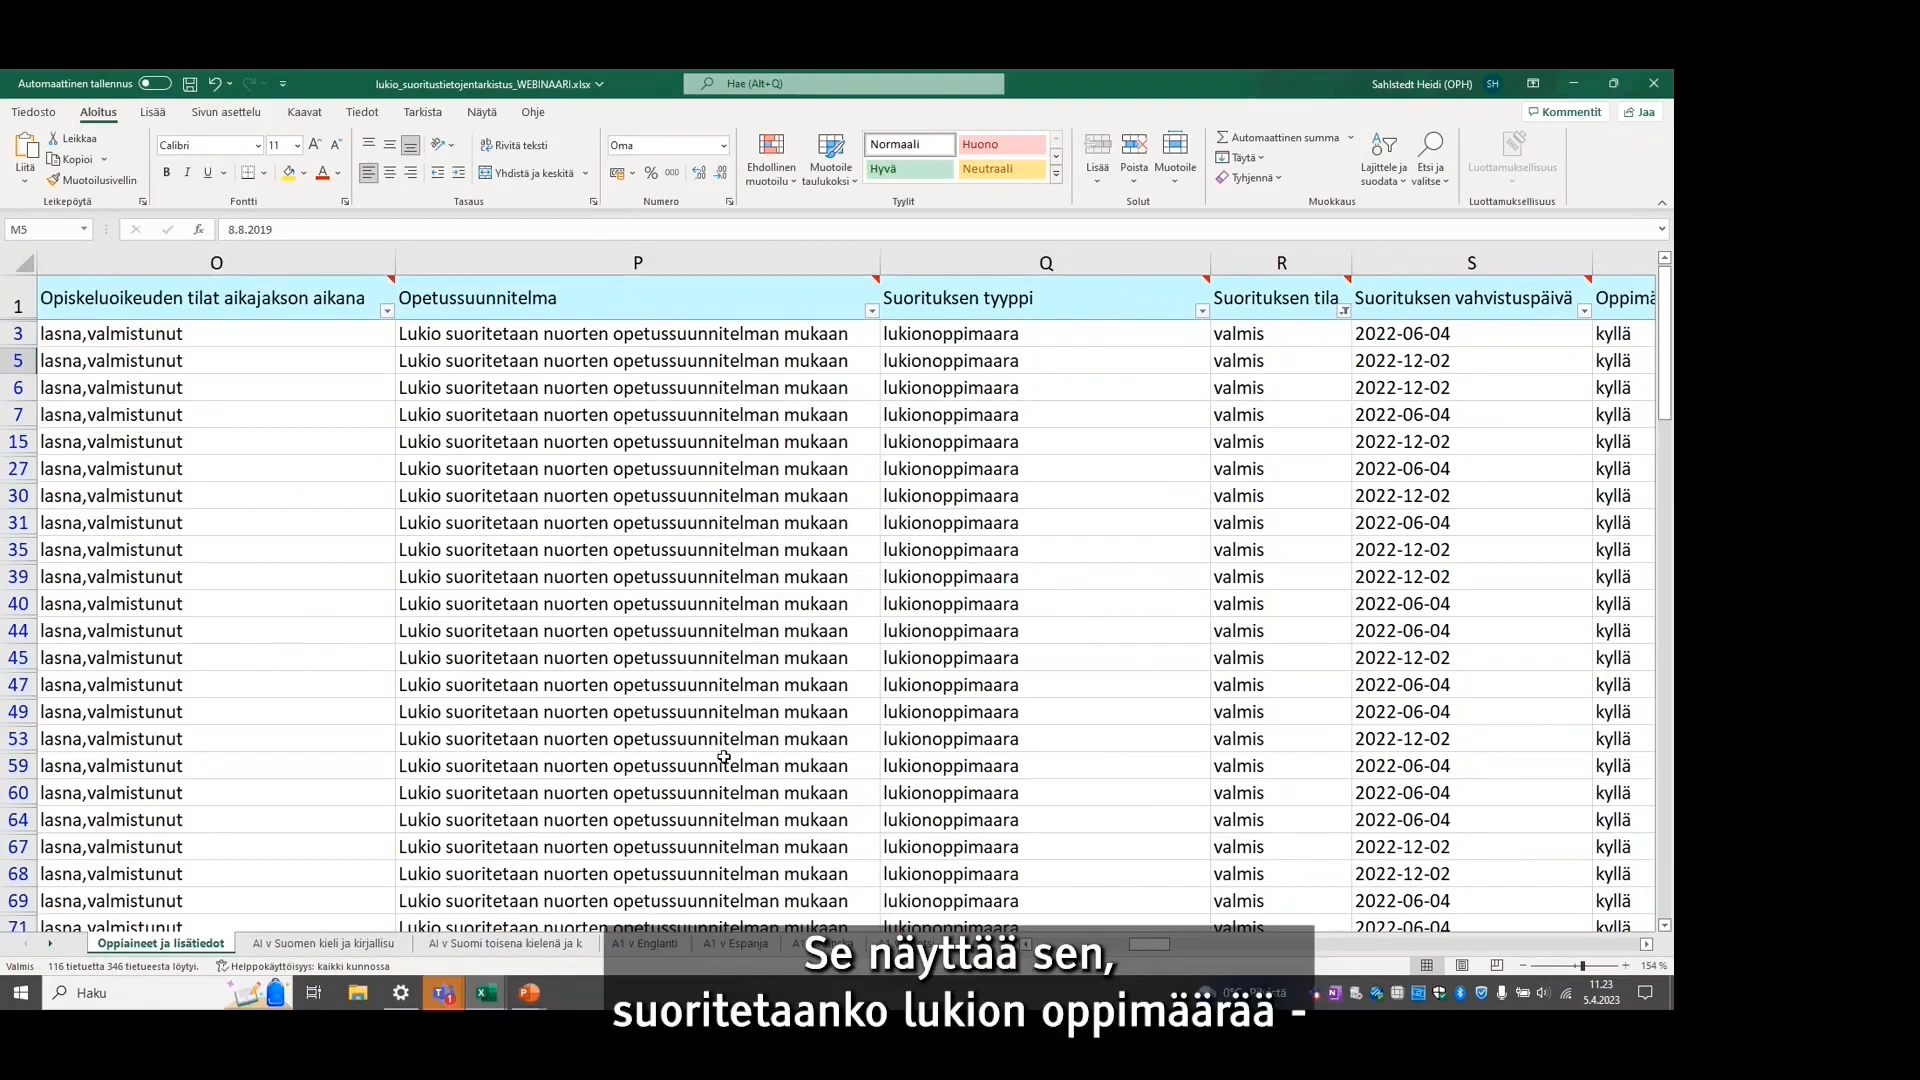 Automaattinen tallennus
lukio_suoritustietojentarkistus_WEBINAARI.xlsx
Hae (Alt+Q)
Sahlstedt Heidi (OPH) SH
Tiedosto Aloitus Lisää Sivun asettelu Kaavat Tiedot Tarkista Näytä Ohje Kommentit Jaa
Liitä Leikkaa Kopioi Muotoilusivellin Leikepöytä
Calibri 11 B I U Fontti
Rivitä teksti Yhdistä ja keskitä Tasaus
Oma % 000 Numero
Ehdollinen muotoilu Muotoile taulukoksi Normaali Huono Hyvä Neutraali Tyylit
Lisää Poista Muotoile Solut
Automaattinen summa Täytä Tyhjennä Lajittele ja suodata Etsi ja valitse Muokkaus
Luottamuksellisuus Luottamuksellisuus
M5 fx 8.8.2019
O P Q R S
1 Opiskeluoikeuden tilat aikajakson aikana Opetussuunnitelma Suorituksen tyyppi Suorituksen tila Suorituksen vahvistuspäivä Oppimä
3 lasna,valmistunut Lukio suoritetaan nuorten opetussuunnitelman mukaan lukionoppimaara valmis 2022-06-04 kyllä
5 lasna,valmistunut Lukio suoritetaan nuorten opetussuunnitelman mukaan lukionoppimaara valmis 2022-12-02 kyllä
6 lasna,valmistunut Lukio suoritetaan nuorten opetussuunnitelman mukaan lukionoppimaara valmis 2022-12-02 kyllä
7 lasna,valmistunut Lukio suoritetaan nuorten opetussuunnitelman mukaan lukionoppimaara valmis 2022-06-04 kyllä
15 lasna,valmistunut Lukio suoritetaan nuorten opetussuunnitelman mukaan lukionoppimaara valmis 2022-12-02 kyllä
27 lasna,valmistunut Lukio suoritetaan nuorten opetussuunnitelman mukaan lukionoppimaara valmis 2022-06-04 kyllä
30 lasna,valmistunut Lukio suoritetaan nuorten opetussuunnitelman mukaan lukionoppimaara valmis 2022-12-02 kyllä
31 lasna,valmistunut Lukio suoritetaan nuorten opetussuunnitelman mukaan lukionoppimaara valmis 2022-06-04 kyllä
35 lasna,valmistunut Lukio suoritetaan nuorten opetussuunnitelman mukaan lukionoppimaara valmis 2022-12-02 kyllä
39 lasna,valmistunut Lukio suoritetaan nuorten opetussuunnitelman mukaan lukionoppimaara valmis 2022-12-02 kyllä
40 lasna,valmistunut Lukio suoritetaan nuorten opetussuunnitelman mukaan lukionoppimaara valmis 2022-06-04 kyllä
44 lasna,valmistunut Lukio suoritetaan nuorten opetussuunnitelman mukaan lukionoppimaara valmis 2022-06-04 kyllä
45 lasna,valmistunut Lukio suoritetaan nuorten opetussuunnitelman mukaan lukionoppimaara valmis 2022-12-02 kyllä
47 lasna,valmistunut Lukio suoritetaan nuorten opetussuunnitelman mukaan lukionoppimaara valmis 2022-06-04 kyllä
49 lasna,valmistunut Lukio suoritetaan nuorten opetussuunnitelman mukaan lukionoppimaara valmis 2022-06-04 kyllä
53 lasna,valmistunut Lukio suoritetaan nuorten opetussuunnitelman mukaan lukionoppimaara valmis 2022-12-02 kyllä
59 lasna,valmistunut Lukio suoritetaan nuorten opetussuunnitelman mukaan lukionoppimaara valmis 2022-06-04 kyllä
60 lasna,valmistunut Lukio suoritetaan nuorten opetussuunnitelman mukaan lukionoppimaara valmis 2022-06-04 kyllä
64 lasna,valmistunut Lukio suoritetaan nuorten opetussuunnitelman mukaan lukionoppimaara valmis 2022-06-04 kyllä
67 lasna,valmistunut Lukio suoritetaan nuorten opetussuunnitelman mukaan lukionoppimaara valmis 2022-12-02 kyllä
68 lasna,valmistunut Lukio suoritetaan nuorten opetussuunnitelman mukaan lukionoppimaara valmis 2022-12-02 kyllä
69 lasna,valmistunut Lukio suoritetaan nuorten opetussuunnitelman mukaan lukionoppimaara valmis 2022-06-04 kyllä
71 lasna,valmistunut Lukio suoritetaan nuorten opetussuunnitelman mukaan lukionoppimaara valmis 2022-06-04 kyllä
Oppiaineet ja lisätiedot AI v Suomen kieli ja kirjallisu AI v Suomi toisena kielenä ja k A1 v Englanti A1 v Espanja
Valmis 116 tietuetta 346 tietueesta löytyi. Helppokäyttöisyys: kaikki kunnossa 154 %
Haku 0°C 11.23
5.4.2023
Se näyttää sen,
suoritetaanko lukion oppimäärää -